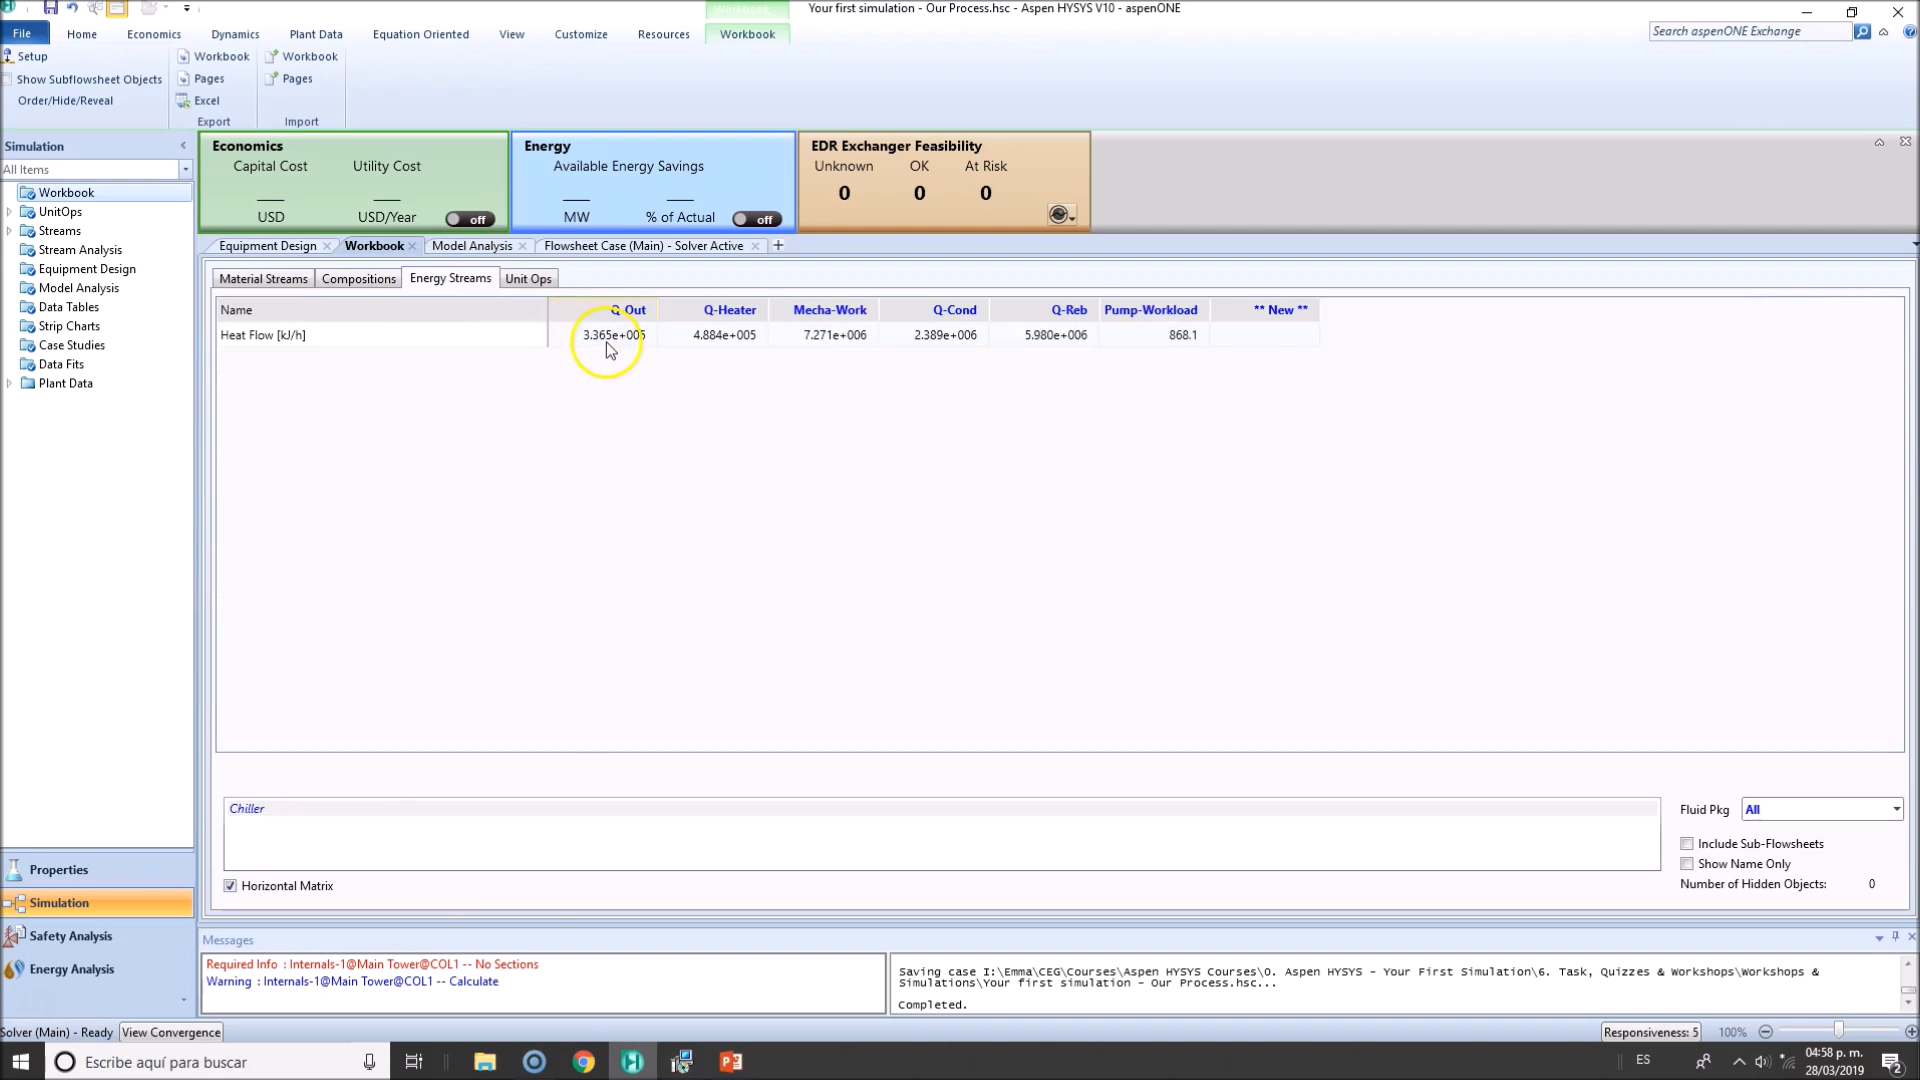 Workbook
Your first simulation - Our Process.hsc - Aspen HYSYS V10 - aspenONE
File Home Economics Dynamics Plant Data Equation Oriented View Customize Resources Workbook Search aspenONE Exchange
Setup
Show Subflowsheet Objects
Order/Hide/Reveal
Workbook
Pages
Excel
Export
Workbook
Pages
Import
Simulation
All Items
Workbook
UnitOps
Streams
Stream Analysis
Equipment Design
Model Analysis
Data Tables
Strip Charts
Case Studies
Data Fits
Plant Data
Properties
Simulation
Safety Analysis
Energy Analysis
Economics
Capital Cost Utility Cost
USD USD/Year off
Energy
Available Energy Savings
MW % of Actual off
EDR Exchanger Feasibility
Unknown OK At Risk
0 0 0
Equipment Design Workbook Model Analysis Flowsheet Case (Main) - Solver Active +
Material Streams Compositions Energy Streams Unit Ops
Name Q-Out Q-Heater Mecha-Work Q-Cond Q-Reb Pump-Workload ** New **
Heat Flow [kJ/h] 3.365e+005 4.884e+005 7.271e+006 2.389e+006 5.980e+006 868.1
Chiller
Fluid Pkg All
Include Sub-Flowsheets
Show Name Only
Number of Hidden Objects: 0
Horizontal Matrix
Messages
Required Info : Internals-1@Main Tower@COL1 -- No Sections
Warning : Internals-1@Main Tower@COL1 -- Calculate
Saving case I:\Emma\CEG\Courses\Aspen HYSYS Courses\0. Aspen HYSYS - Your First Simulation\6. Task, Quizzes & Workshops\Workshops &
Simulations\Your first simulation - Our Process.hsc...
Completed.
Solver (Main) - Ready View Convergence Responsiveness: 5 100%
Escribe aquí para buscar
ES
04:58 p. m.
28/03/2019
2